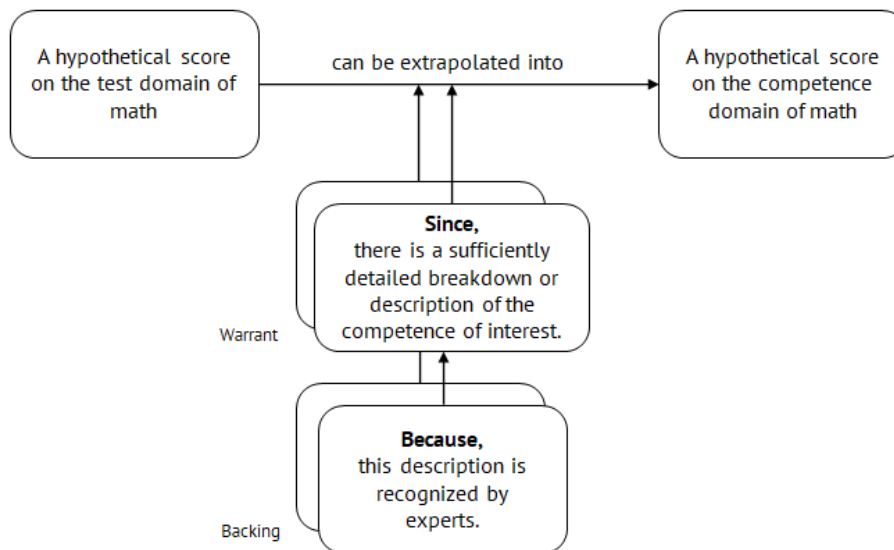 A hypothetical score
on the test domain of
math
can be extrapolated into
A hypothetical score
on the competence
domain of math
Since,
there is a sufficiently
detailed breakdown or
description of the
competence of interest.
Warrant
Because,
this description is
recognized by
experts.
Backing